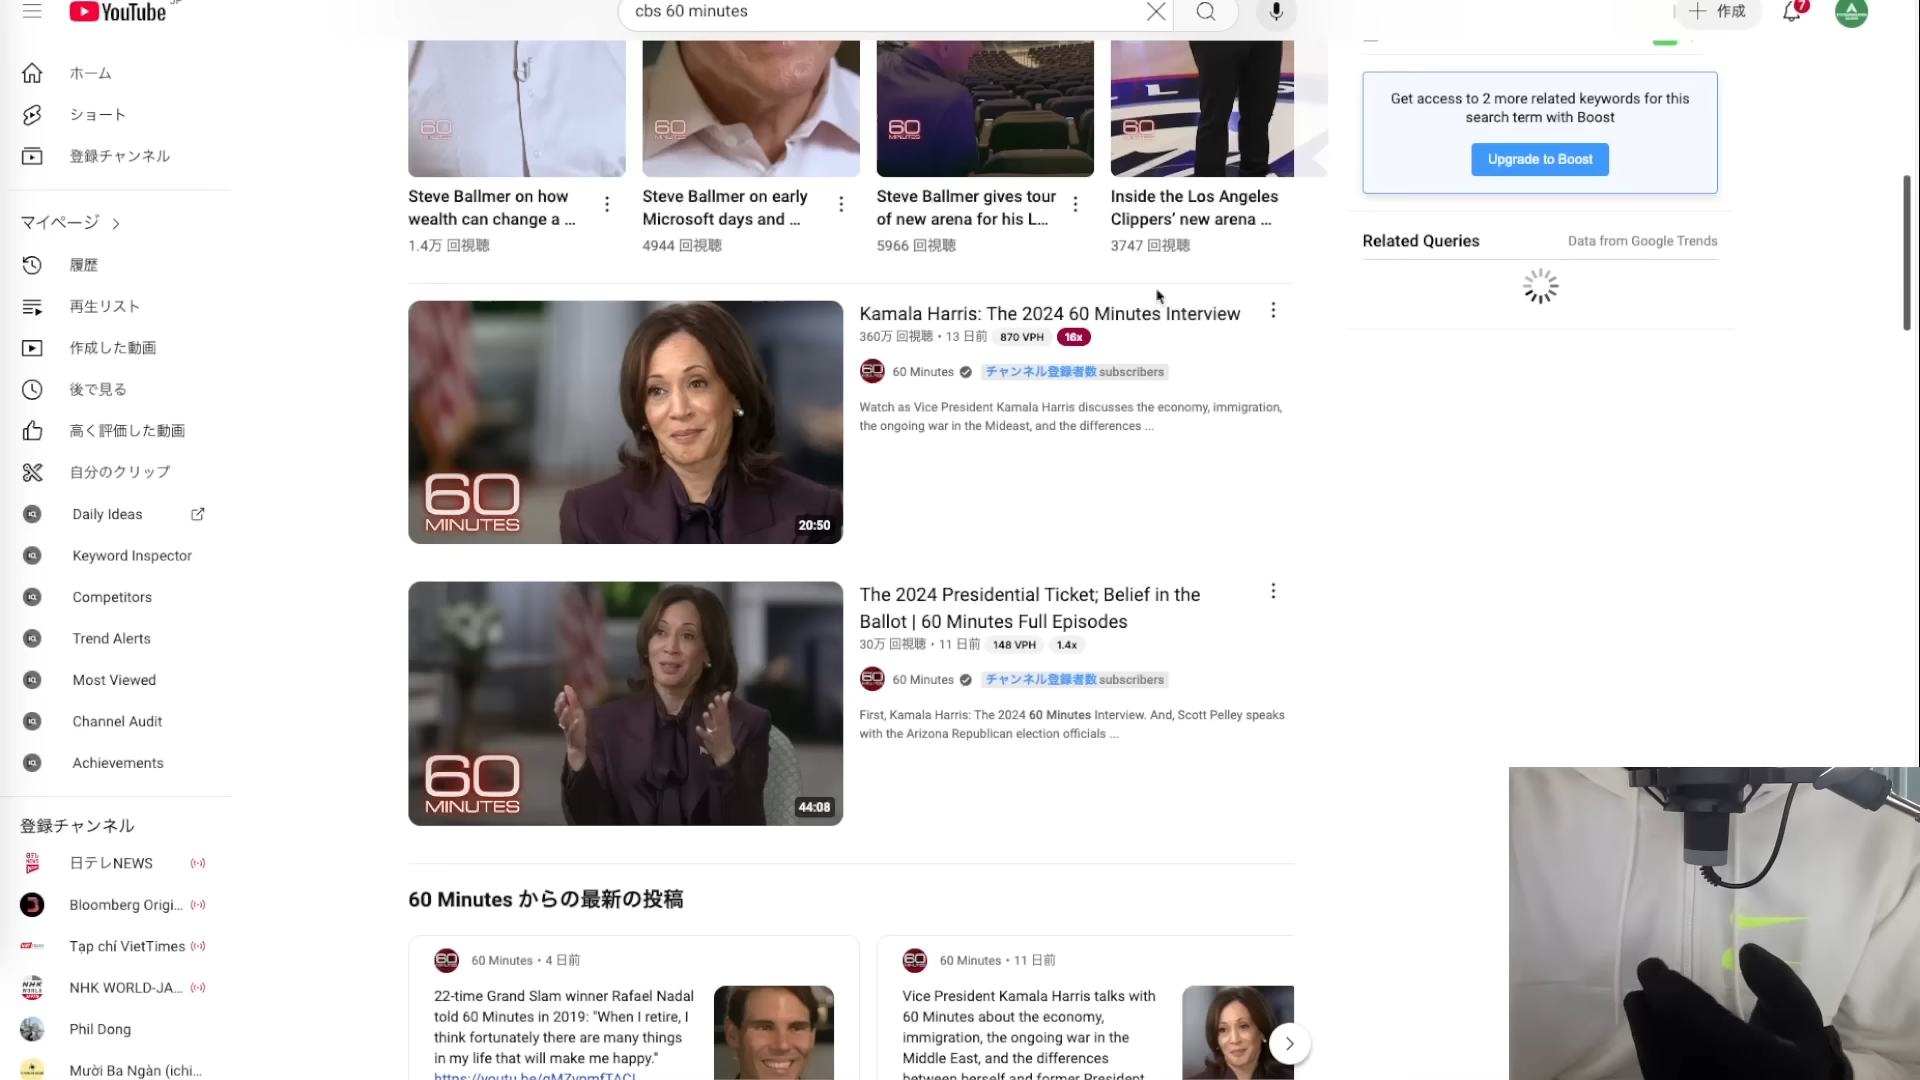 YouTube JP
cbs 60 minutes
作成
7
ホーム
ショート
登録チャンネル
マイページ
履歴
再生リスト
作成した動画
後で見る
高く評価した動画
自分のクリップ
Daily Ideas
Keyword Inspector
Competitors
Trend Alerts
Most Viewed
Channel Audit
Achievements
登録チャンネル
日テレNEWS
Bloomberg Origi...
Tạp chí VietTimes
NHK WORLD-JA...
Phil Dong
Mười Ba Ngàn (ichi...
60
MINUTES
60
MINUTES
60
MINUTES
60
MINUTES
Steve Ballmer on how
wealth can change a ...
1.4万 回視聴
Steve Ballmer on early
Microsoft days and ...
4944 回視聴
Steve Ballmer gives tour
of new arena for his L...
5966 回視聴
Inside the Los Angeles
Clippers’ new arena ...
3747 回視聴
60
MINUTES
20:50
Kamala Harris: The 2024 60 Minutes Interview
360万 回視聴・13 日前 870 VPH 16x
60 Minutes チャンネル登録者数 subscribers
Watch as Vice President Kamala Harris discusses the economy, immigration,
the ongoing war in the Mideast, and the differences ...
60
MINUTES
44:08
The 2024 Presidential Ticket; Belief in the
Ballot | 60 Minutes Full Episodes
30万 回視聴・11 日前 148 VPH 1.4x
60 Minutes チャンネル登録者数 subscribers
First, Kamala Harris: The 2024 60 Minutes Interview. And, Scott Pelley speaks
with the Arizona Republican election officials ...
60 Minutes からの最新の投稿
60 Minutes・4 日前
22-time Grand Slam winner Rafael Nadal
told 60 Minutes in 2019: "When I retire, I
think fortunately there are many things
in my life that will make me happy."
60 Minutes・11 日前
Vice President Kamala Harris talks with
60 Minutes about the economy,
immigration, the ongoing war in the
Middle East, and the differences
between herself and former President
Get access to 2 more related keywords for this
search term with Boost
Upgrade to Boost
Related Queries
Data from Google Trends